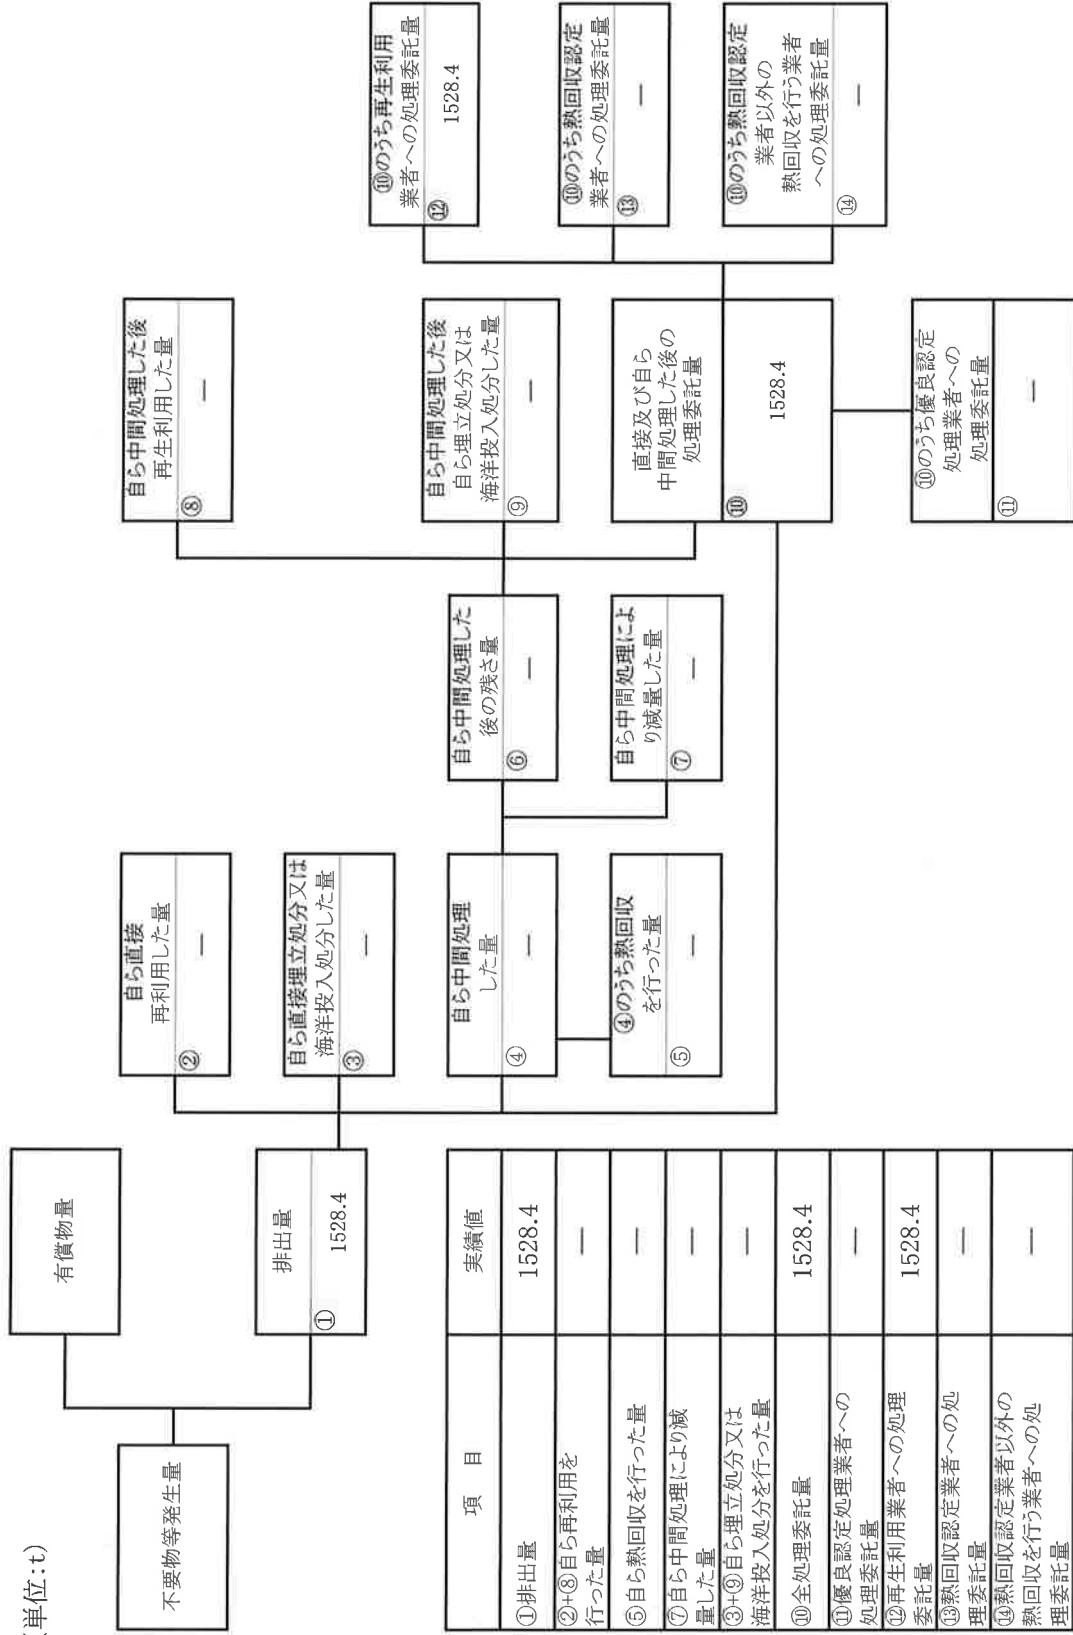 (単位:t)
不要物等発生量
有償物量
排出量
①
1528.4
自ら直接
再利用した量
②
—
自ら直接埋立処分又は
海洋投入処分した量
③
—
自ら中間処理
した量
④
—
④のうち熱回収
を行った量
⑤
—
自ら中間処理した
後の残さ量
⑥
—
自ら中間処理によ
り減量した量
⑦
—
自ら中間処理した後
再生利用した量
⑧
—
自ら中間処理した後
自ら埋立処分又は
海洋投入処分した量
⑨
—
直接及び自ら
中間処理した後の
処理委託量
⑩
1528.4
⑩のうち優良認定
処理業者への
処理委託量
⑪
—
⑩のうち再生利用
業者への処理委託量
⑫
1528.4
⑩のうち熱回収認定
業者への処理委託量
⑬
—
⑩のうち熱回収認定
業者以外の
熱回収を行う業者
への処理委託量
⑭
—
項 目 実績値
①排出量 1528.4
②+⑧自ら再利用を
行った量 —
⑤自ら熱回収を行った量 —
⑦自ら中間処理により減
量した量 —
③+⑨自ら埋立処分又は
海洋投入処分を行った量 —
⑩全処理委託量 1528.4
⑪優良認定処理業者への
処理委託量 —
⑫再生利用業者への処理
委託量 1528.4
⑬熱回収認定業者への処
理委託量 —
⑭熱回収認定業者以外の
熱回収を行う業者への処
理委託量 —